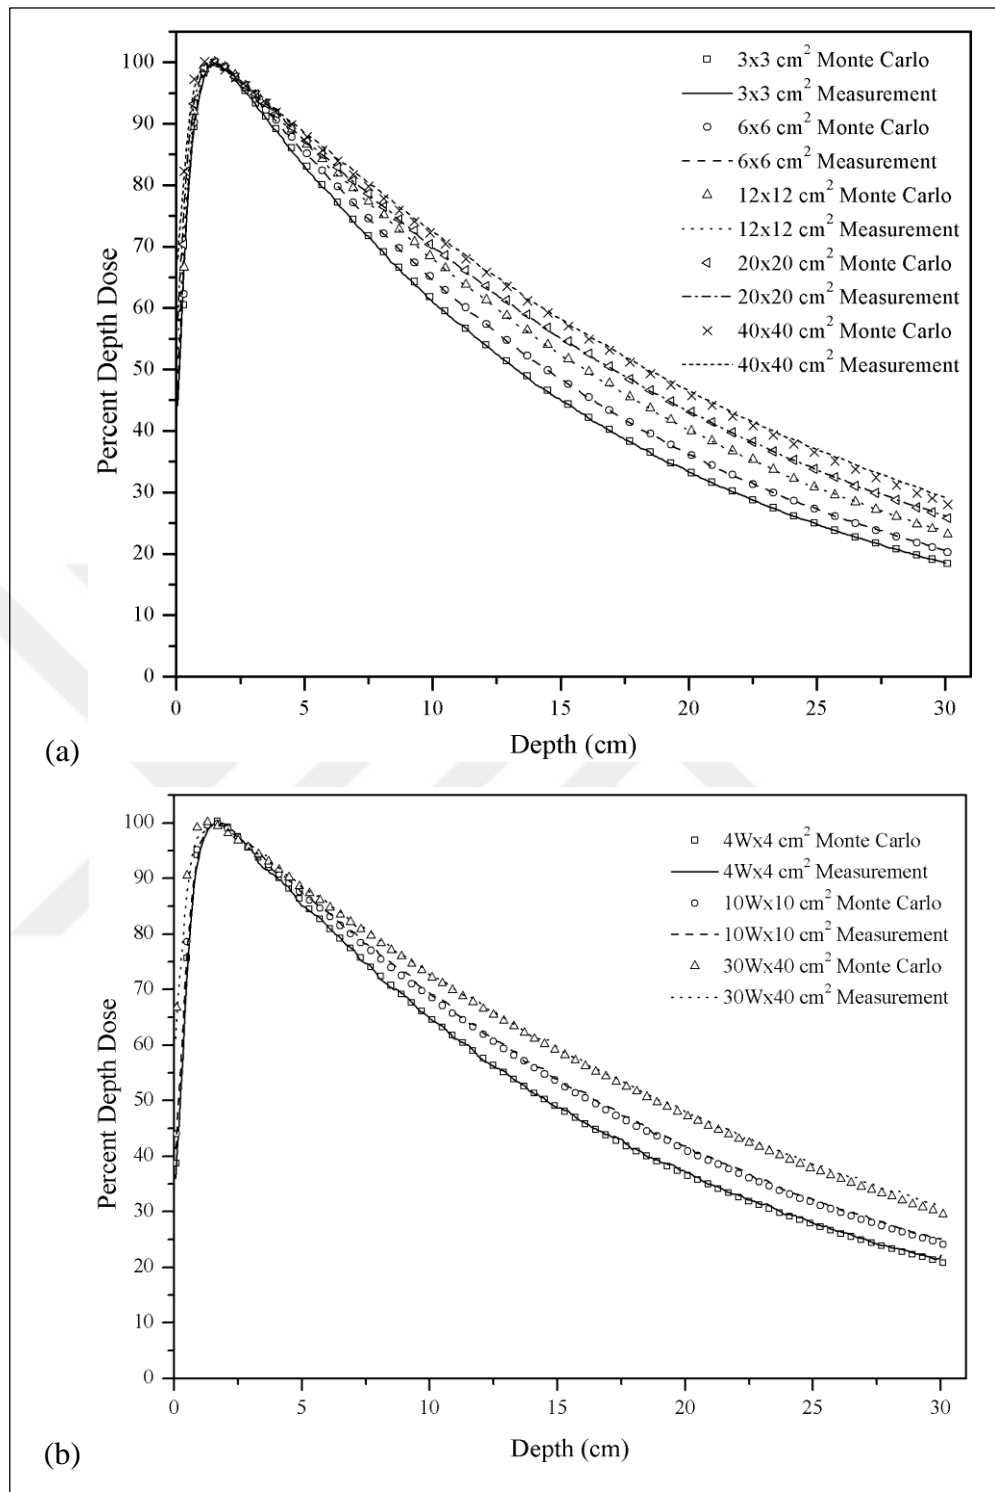 100
90
80
70
60
50
40
30
20
10
0
Percent Depth Dose
3x3 cm² Monte Carlo
3x3 cm² Measurement
6x6 cm² Monte Carlo
6x6 cm² Measurement
12x12 cm² Monte Carlo
12x12 cm² Measurement
20x20 cm² Monte Carlo
20x20 cm² Measurement
40x40 cm² Monte Carlo
40x40 cm² Measurement
0 5 10 15 20 25 30
Depth (cm)
(a)
100
90
80
70
60
50
40
30
20
10
0
Percent Depth Dose
4Wx4 cm² Monte Carlo
4Wx4 cm² Measurement
10Wx10 cm² Monte Carlo
10Wx10 cm² Measurement
30Wx40 cm² Monte Carlo
30Wx40 cm² Measurement
0 5 10 15 20 25 30
Depth (cm)
(b)